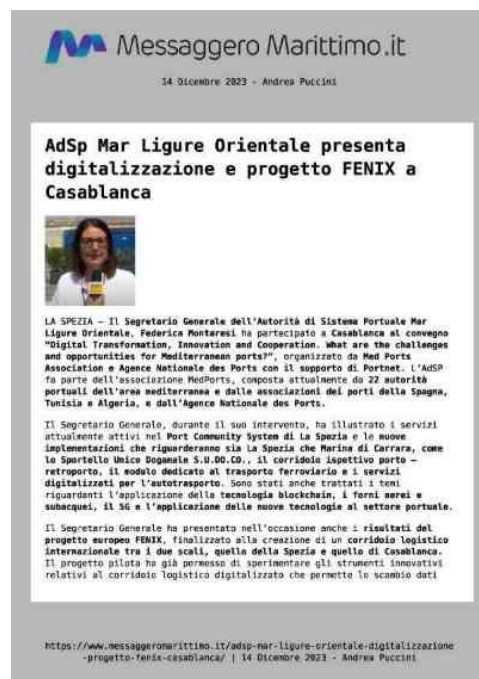 Messaggero Marittimo.it
14 Dicembre 2023 - Andrea Puccini
AdSp Mar Ligure Orientale presenta
digitalizzazione e progetto FENIX a
Casablanca
LA SPEZIA – Il Segretario Generale dell'Autorità di Sistema Portuale Mar
Ligure Orientale, Federica Montaresi ha partecipato a Casablanca al convegno
"Digital Transformation, Innovation and Cooperation. What are the challenges
and opportunities for Mediterranean ports?", organizzato da Med Ports
Association e Agence Nationale des Ports con il supporto di Portnet. L'AdSP
fa parte dell'associazione MedPorts, composta attualmente da 22 autorità
portuali dell'area mediterranea e dalle associazioni dei porti della Spagna,
Tunisia e Algeria, e dall'Agence Nationale des Ports.
Il Segretario Generale, durante il suo intervento, ha illustrato i servizi
attualmente attivi nel Port Community System di La Spezia e le nuove
implementazioni che riguarderanno sia La Spezia che Marina di Carrara, come
lo Sportello Unico Doganale S.U.DO.CO., il corridoio ispettivo porto –
retroporto, il modulo dedicato al trasporto ferroviario e i servizi
digitalizzati per l'autotrasporto. Sono stati anche trattati i temi
riguardanti l'applicazione della tecnologia blockchain, i forni aerei e
subacquei, il 5G e l'applicazione delle nuove tecnologie al settore portuale.
Il Segretario Generale ha presentato nell'occasione anche i risultati del
progetto europeo FENIX, finalizzato alla creazione di un corridoio logistico
internazionale tra i due scali, quello della Spezia e quello di Casablanca.
Il progetto pilota ha già permesso di sperimentare gli strumenti innovativi
relativi al corridoio logistico digitalizzato che permette lo scambio dati
https://www.messaggeromarittimo.it/adsp-mar-ligure-orientale-digitalizzazione
-progetto-fenix-casablanca/ | 14 Dicembre 2023 - Andrea Puccini